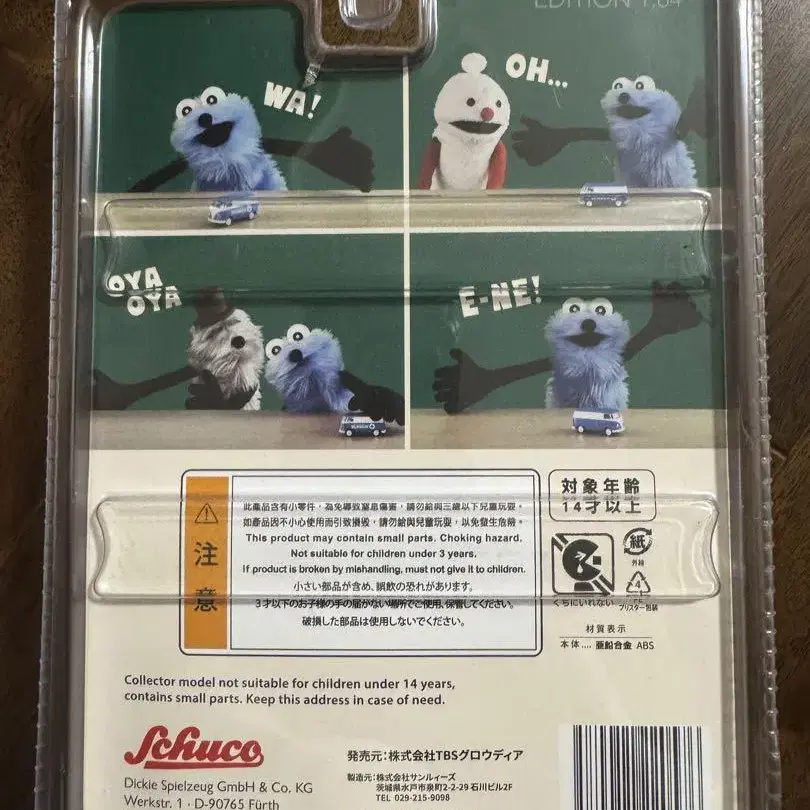 EDITION 1:64
WA!
OH...
OYA
OYA
E-NE!
注意
此產品含有小零件，為免導致窒息傷害，請勿給與三歲以下兒童玩耍。
如產品因不小心使用而引致損毀，請勿給與兒童玩耍，以免發生危險。
This product may contain small parts. Choking hazard.
Not suitable for children under 3 years.
If product is broken by mishandling, must not give it to children.
小さい部品が含め、誤飲の恐れがあります。
3才以下のお子様の手の届かない場所でご使用、保管してください。
破損した部品は使用しないでください。
対象年齢
14才以上
くちにいれない
紙
外箱
4
ブリスター包装
材質表示
本体.... 亜鉛合金 ABS
Collector model not suitable for children under 14 years,
contains small parts. Keep this address in case of need.
Schuco
Dickie Spielzeug GmbH & Co. KG
Werkstr. 1 · D-90765 Fürth
発売元：株式会社TBSグロウディア
製造元：株式会社サンルィーズ
茨城県水戸市泉町2-2-29 石川ビル2F
TEL 029-215-9098